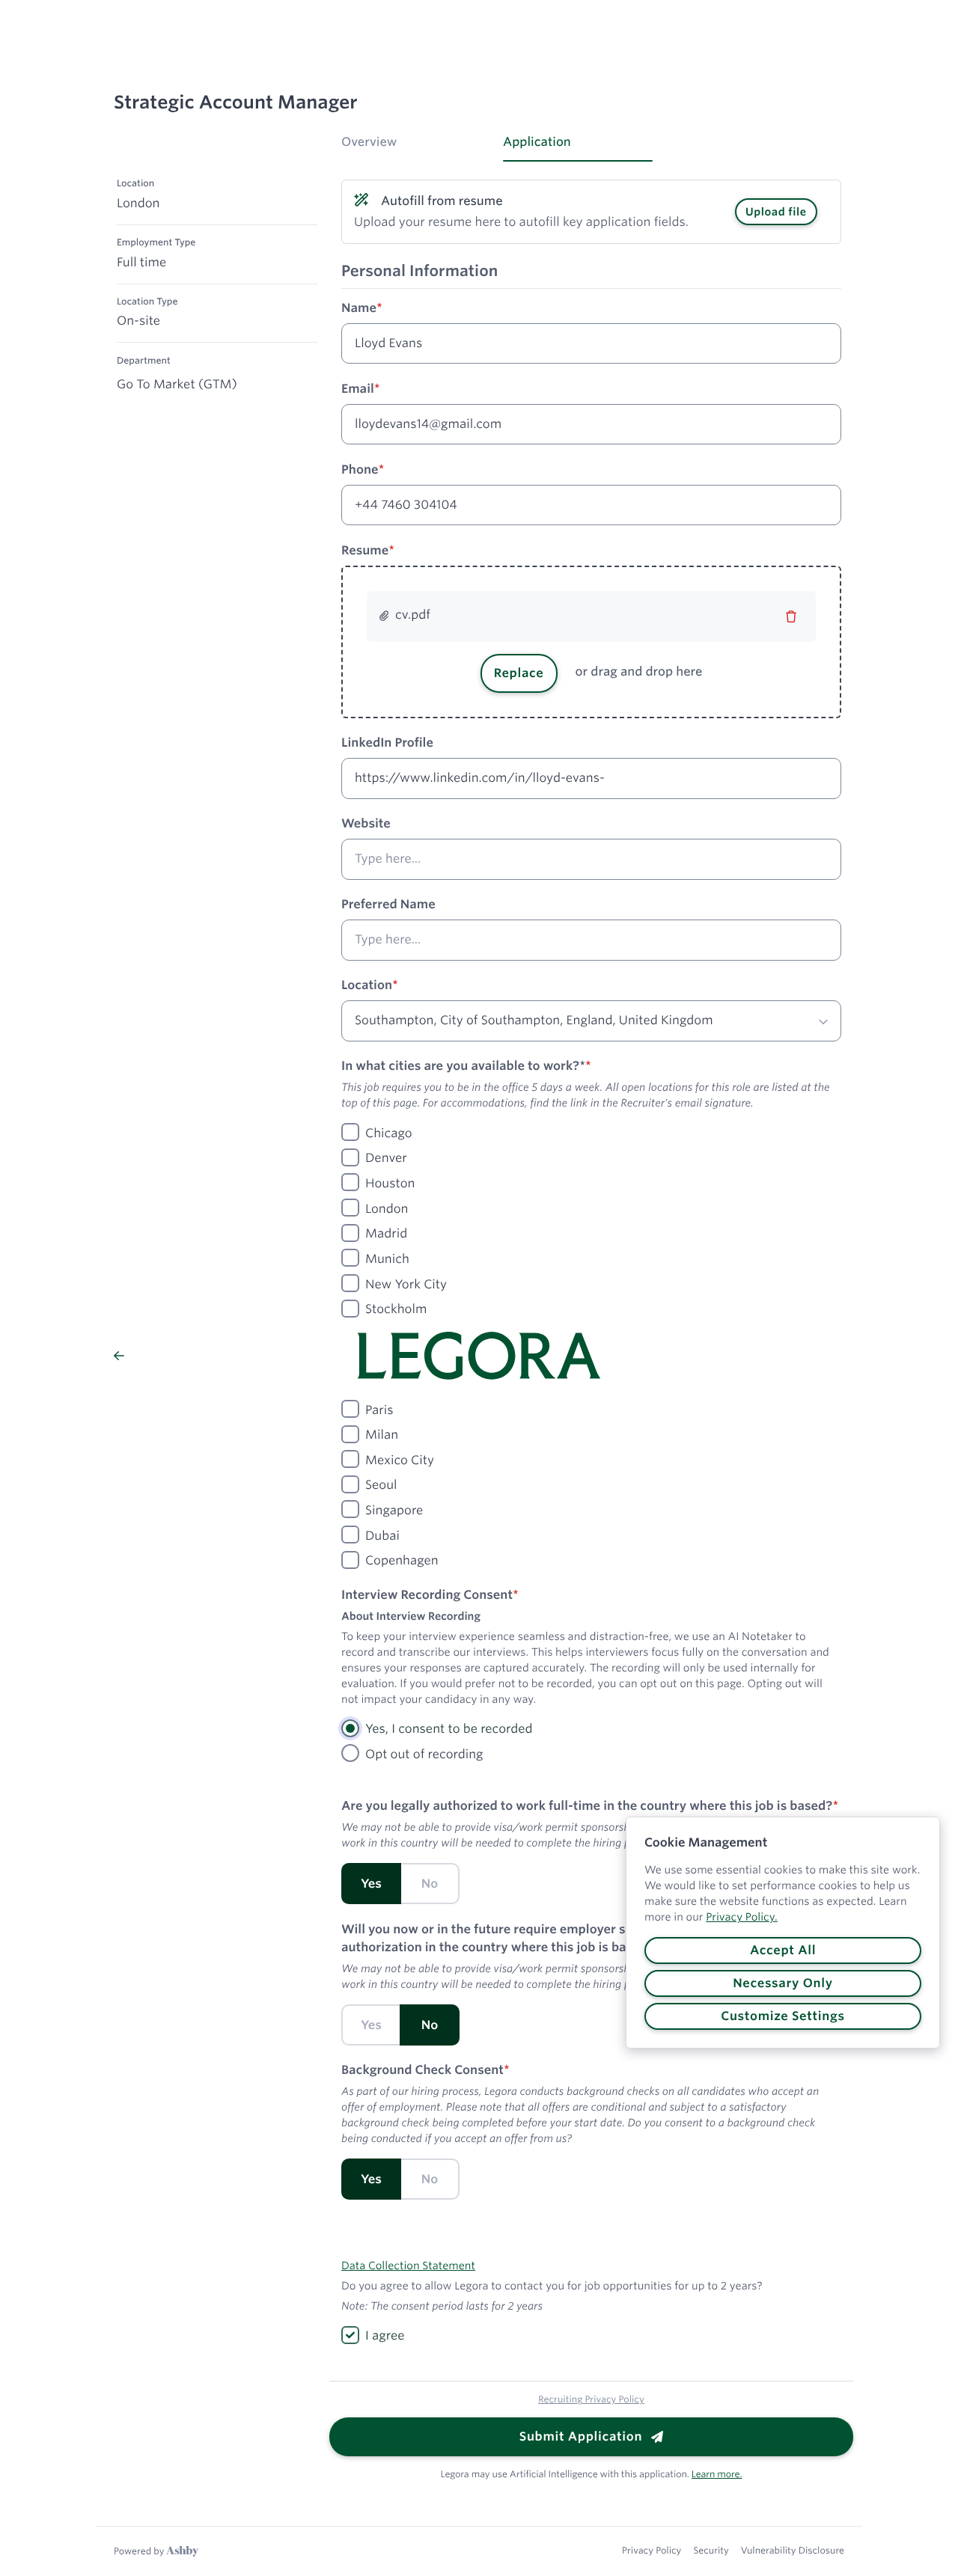 Strategic Account Manager
Overview
Application
Location
London
Employment Type
Full time
Location Type
On-site
Department
Go To Market (GTM)
Autofill from resume
Upload your resume here to autofill key application fields.
Upload file
Personal Information
Name*
Lloyd Evans
Email*
lloydevans14@gmail.com
Phone*
+44 7460 304104
Resume*
cv.pdf
Replace
or drag and drop here
LinkedIn Profile
https://www.linkedin.com/in/lloyd-evans-
Website
Type here...
Preferred Name
Type here...
Location*
Southampton, City of Southampton, England, United Kingdom
In what cities are you available to work?**
This job requires you to be in the office 5 days a week. All open locations for this role are listed at the
top of this page. For accommodations, find the link in the Recruiter's email signature.
Chicago
Denver
Houston
London
Madrid
Munich
New York City
Stockholm
LEGORA
Paris
Milan
Mexico City
Seoul
Singapore
Dubai
Copenhagen
Interview Recording Consent*
About Interview Recording
To keep your interview experience seamless and distraction-free, we use an AI Notetaker to
record and transcribe our interviews. This helps interviewers focus fully on the conversation and
ensures your responses are captured accurately. The recording will only be used internally for
evaluation. If you would prefer not to be recorded, you can opt out on this page. Opting out will
not impact your candidacy in any way.
Yes, I consent to be recorded
Opt out of recording
Are you legally authorized to work full-time in the country where this job is based?*
We may not be able to provide visa/work permit
work in this country will be needed to complete the hiring
Yes
No
Will you now or in the future require employer
authorization in the country where this job is
We may not be able to provide visa/work permit
work in this country will be needed to complete the hiring
Yes
No
Cookie Management
We use some essential cookies to make this site work.
We would like to set performance cookies to help us
make sure the website functions as expected. Learn
more in our Privacy Policy.
Accept All
Necessary Only
Customize Settings
Background Check Consent*
As part of our hiring process, Legora conducts background checks on all candidates who accept an
offer of employment. Please note that all offers are conditional and subject to a satisfactory
background check being completed before your start date. Do you consent to a background check
being conducted if you accept an offer from us?
Yes
No
Data Collection Statement
Do you agree to allow Legora to contact you for job opportunities for up to 2 years?
Note: The consent period lasts for 2 years
I agree
Recruiting Privacy Policy
Submit Application
Legora may use Artificial Intelligence with this application. Learn more.
Powered by Ashby
Privacy Policy
Security
Vulnerability Disclosure